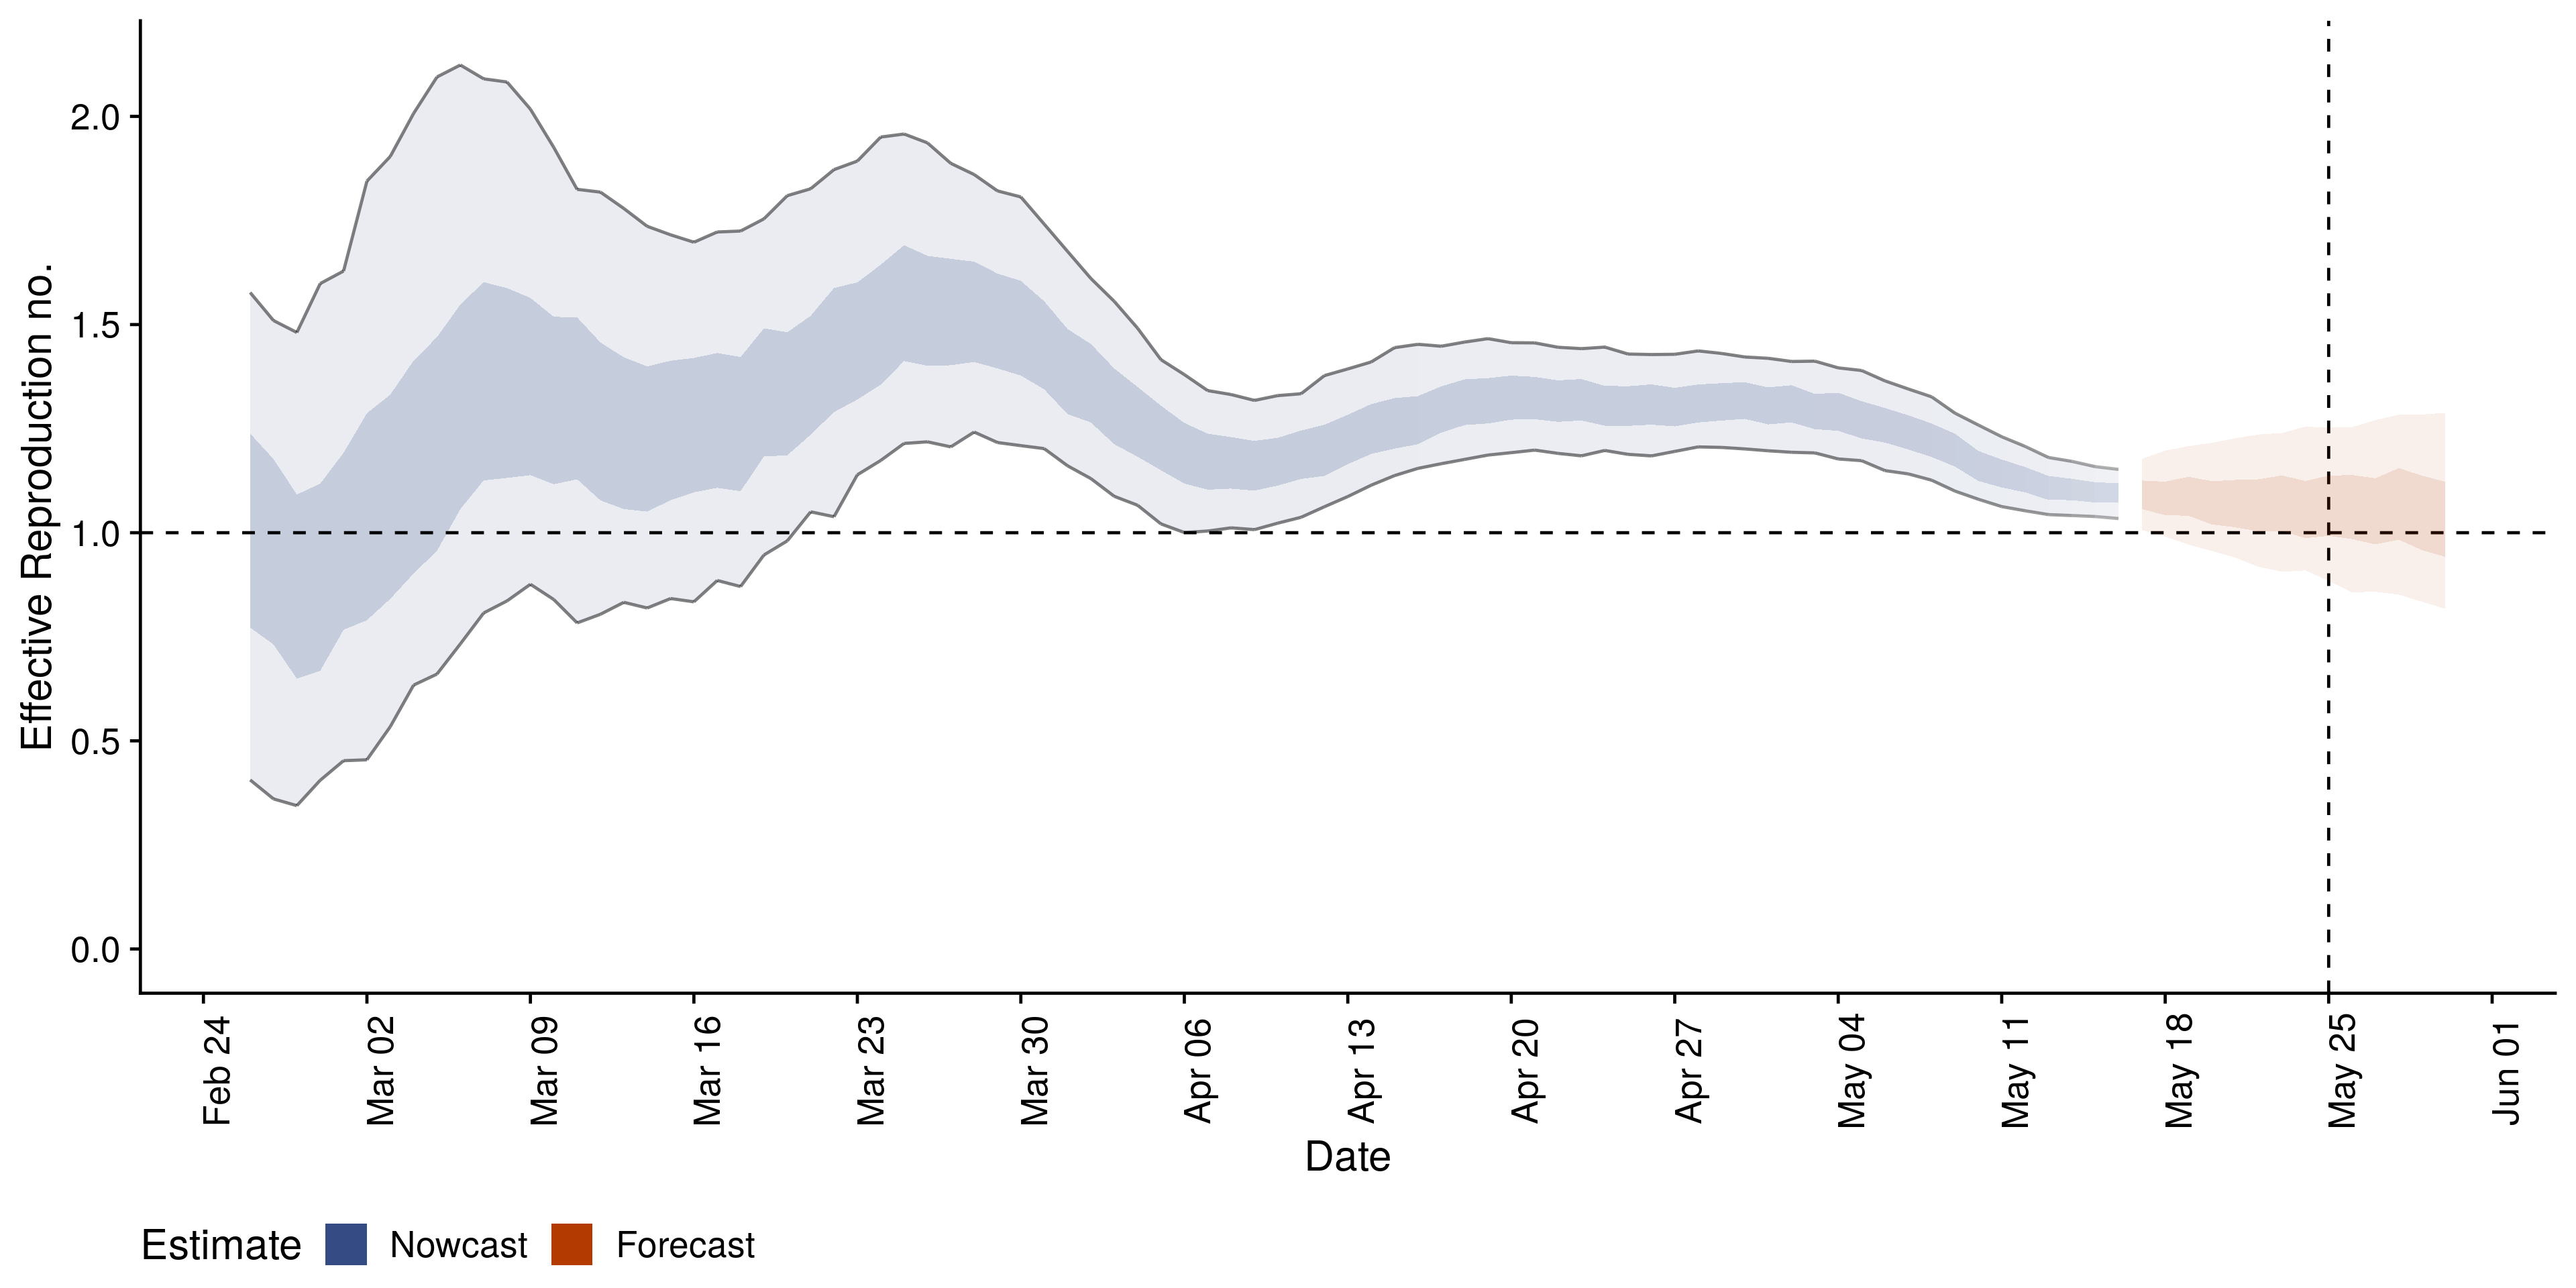 Effective Reproduction no.
2.0
1.5
1.0
0.5
0.0
Feb 24
Mar 02
Mar 09
Mar 16
Mar 23
Mar 30
Apr 06
Apr 13
Apr 20
Apr 27
May 04
May 11
May 18
May 25
Jun 01
Date
Estimate Nowcast Forecast